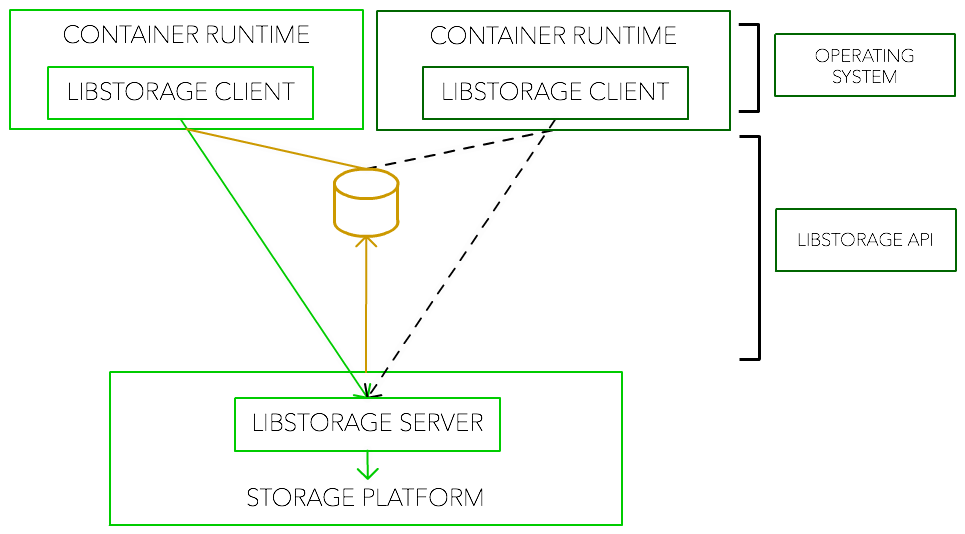 CONTAINER RUNTIME
LIBSTORAGE CLIENT
CONTAINER RUNTIME
LIBSTORAGE CLIENT
OPERATING
SYSTEM
LIBSTORAGE API
LIBSTORAGE SERVER
STORAGE PLATFORM